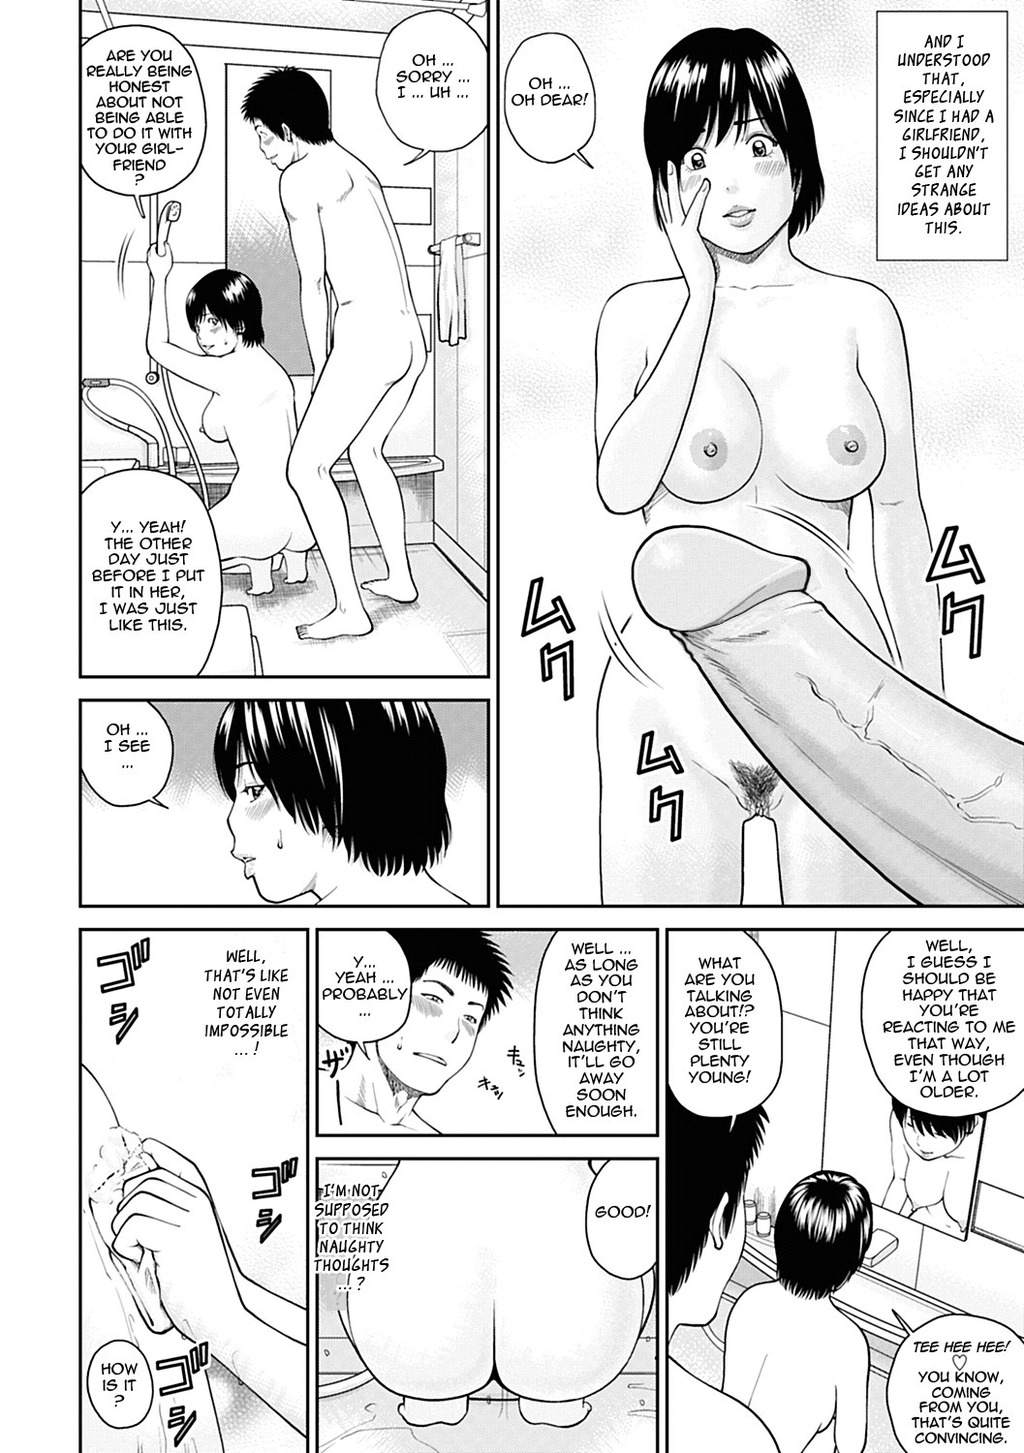 AND I
UNDERSTOOD
THAT,
ESPECIALLY
SINCE I HAD A
GIRLFRIEND,
I SHOULDN'T
GET ANY
STRANGE
IDEAS ABOUT
THIS.
OH ...
OH DEAR!
ムク
ムク
ムク
OH ...
SORRY ...
I ... UH ...
ARE YOU
REALLY BEING
HONEST
ABOUT NOT
BEING ABLE
TO DO IT WITH
YOUR GIRL-
FRIEND
?
Y... YEAH!
THE OTHER
DAY JUST
BEFORE I PUT
IT IN HER,
I WAS JUST
LIKE THIS.
OH ...
I SEE
...
WELL,
I GUESS I
SHOULD BE
HAPPY THAT
YOU'RE
REACTING TO ME
THAT WAY,
EVEN THOUGH
I'M A LOT
OLDER.
WHAT
ARE YOU
TALKING
ABOUT!?
YOU'RE
STILL
PLENTY
YOUNG!
TEE HEE HEE!
♡
YOU KNOW,
COMING
FROM YOU,
THAT'S QUITE
CONVINCING.
WELL ...
AS LONG
AS YOU
DON'T
THINK
ANYTHING
NAUGHTY,
IT'LL GO
AWAY
SOON
ENOUGH.
Y...
YEAH ...
PROBABLY
...
GOOD!
I'M NOT
SUPPOSED
TO THINK
NAUGHTY
THOUGHTS
...!?
WELL,
THAT'S LIKE
NOT EVEN
TOTALLY
IMPOSSIBLE
...!
ゴシ
ゴシ
ゴシ
HOW
IS IT
?